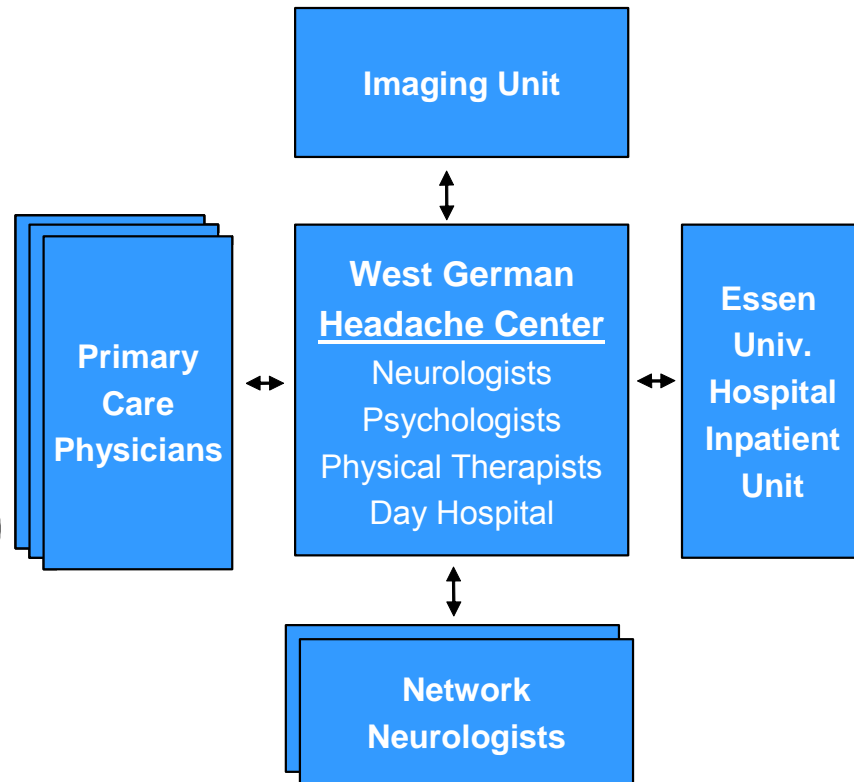 Imaging Unit
West German
Headache Center
Neurologists
Psychologists
Physical Therapists
Day Hospital
Primary
Care
Physicians
Essen
Univ.
Hospital
Inpatient
Unit
Network
Neurologists